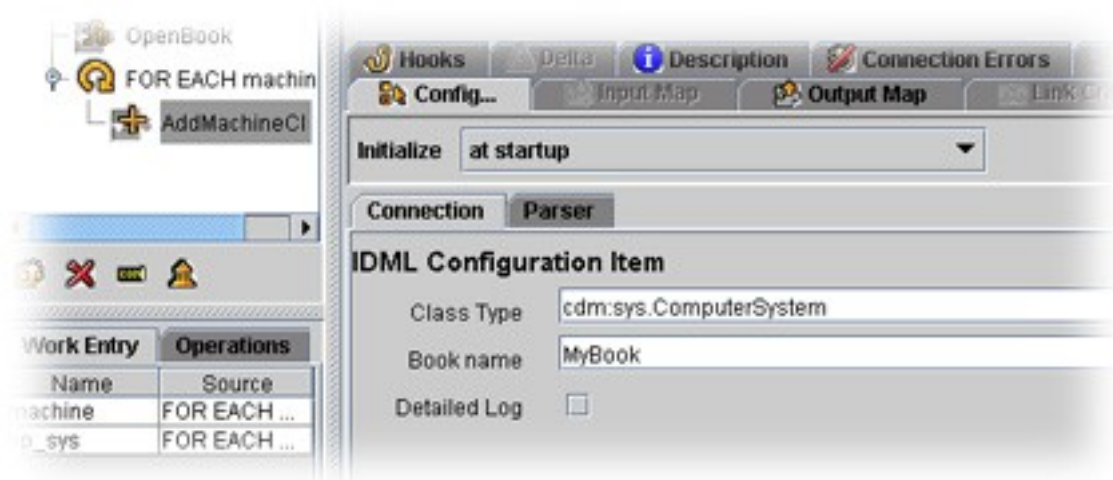 OpenBook
FOR EACH machin
AddMachineCI
Hooks Delta Description Connection Errors
Config... Input Map Output Map Link
Initialize at startup
Connection Parser
IDML Configuration Item
Class Type cdm:sys.ComputerSystem
Book name MyBook
Detailed Log
Work Entry Operations
Name Source
machine FOR EACH ...
_sys FOR EACH ...